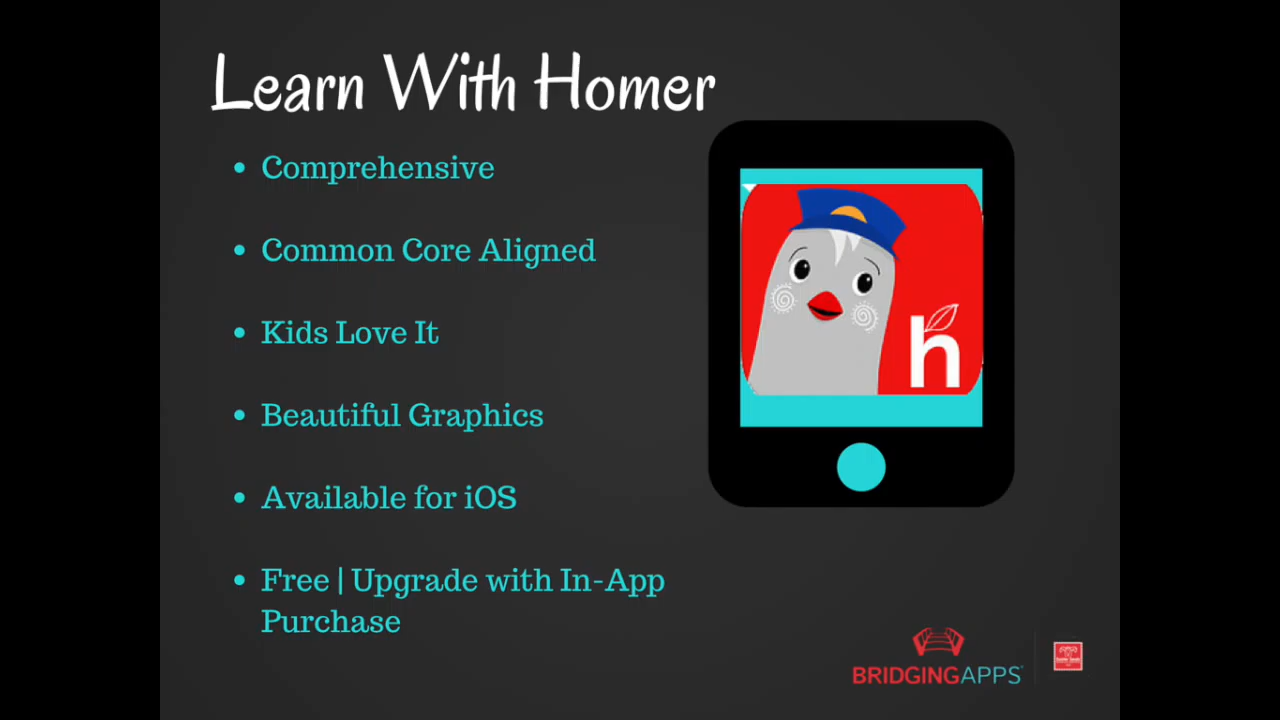 Learn With Homer
Comprehensive
Common Core Aligned
Kids Love It
Beautiful Graphics
Available for iOS
Free | Upgrade with In-App
Purchase
h
BRIDGINGAPPS